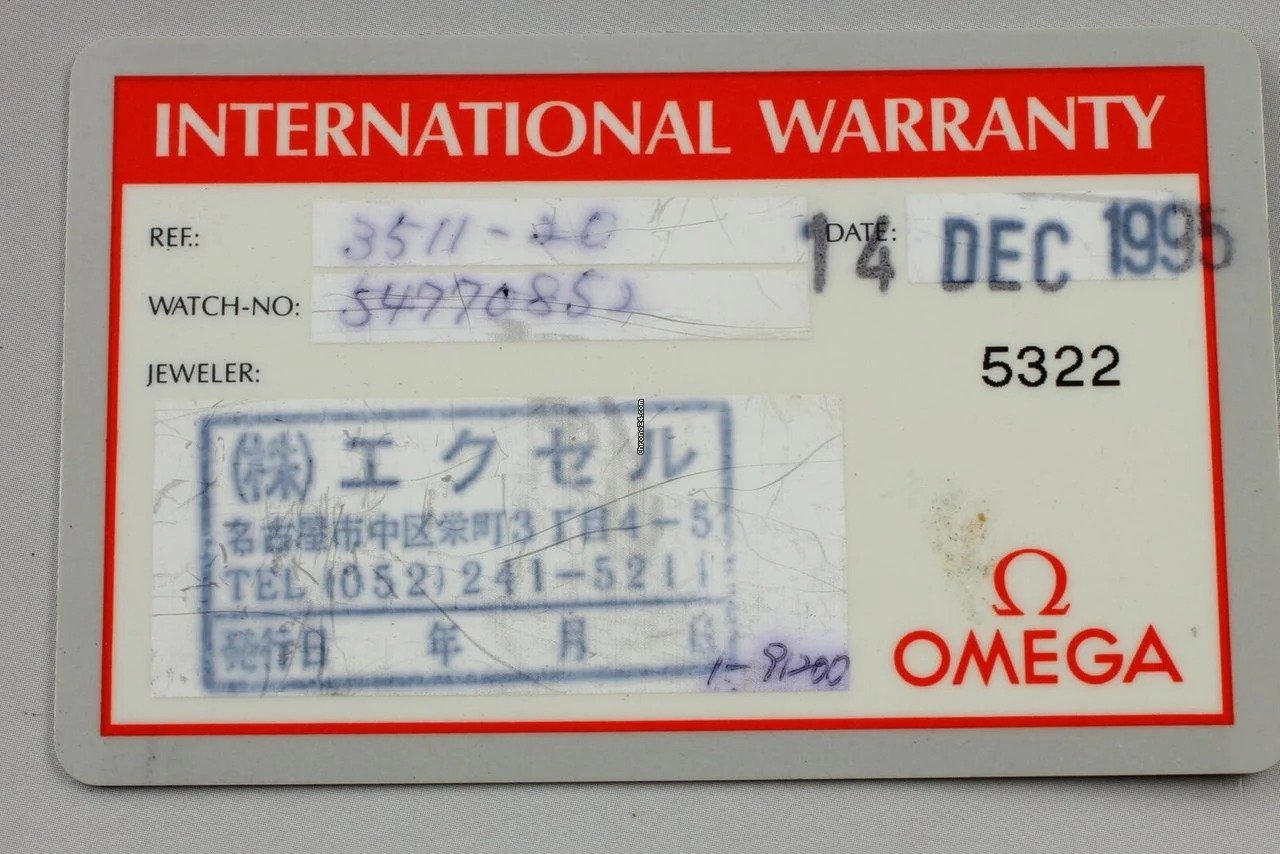 INTERNATIONAL WARRANTY
REF.: 3511-20
DATE: 14 DEC 1995
WATCH-NO: 54770852
5322
JEWELER:
Chrono24.com
㈱エクセル
名古屋市中区栄町3丁目4-5
TEL (052) 241-5211
発行日 年 月 日
Ω
OMEGA